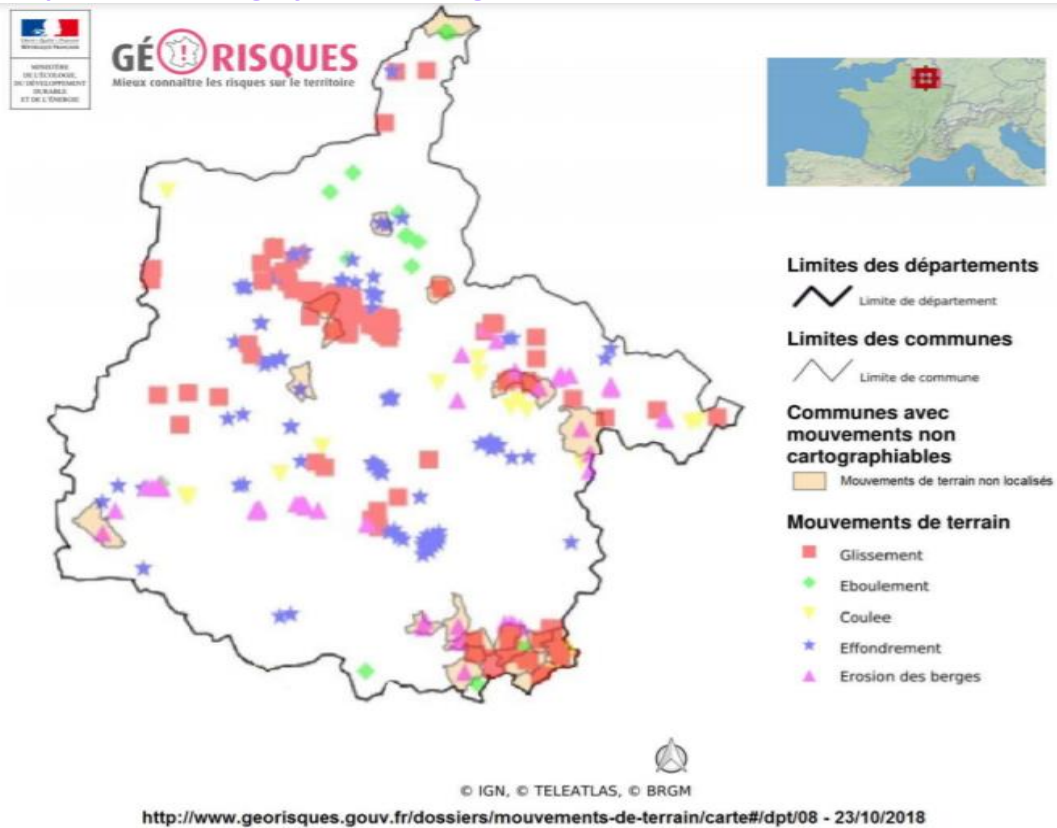 GÉORISQUES
Mieux connaître les risques sur le territoire
MINISTÈRE
DE L'ÉCOLOGIE,
DU DÉVELOPPEMENT
DURABLE
ET DE L'ÉNERGIE
Limites des départements
Limite de département
Limites des communes
Limite de commune
Communes avec
mouvements non
cartographiables
Mouvements de terrain non localisés
Mouvements de terrain
Glissement
Eboulement
Coulee
Effondrement
Erosion des berges
© IGN, © TELEATLAS, © BRGM
http://www.georisques.gouv.fr/dossiers/mouvements-de-terrain/carte#/dpt/08 - 23/10/2018